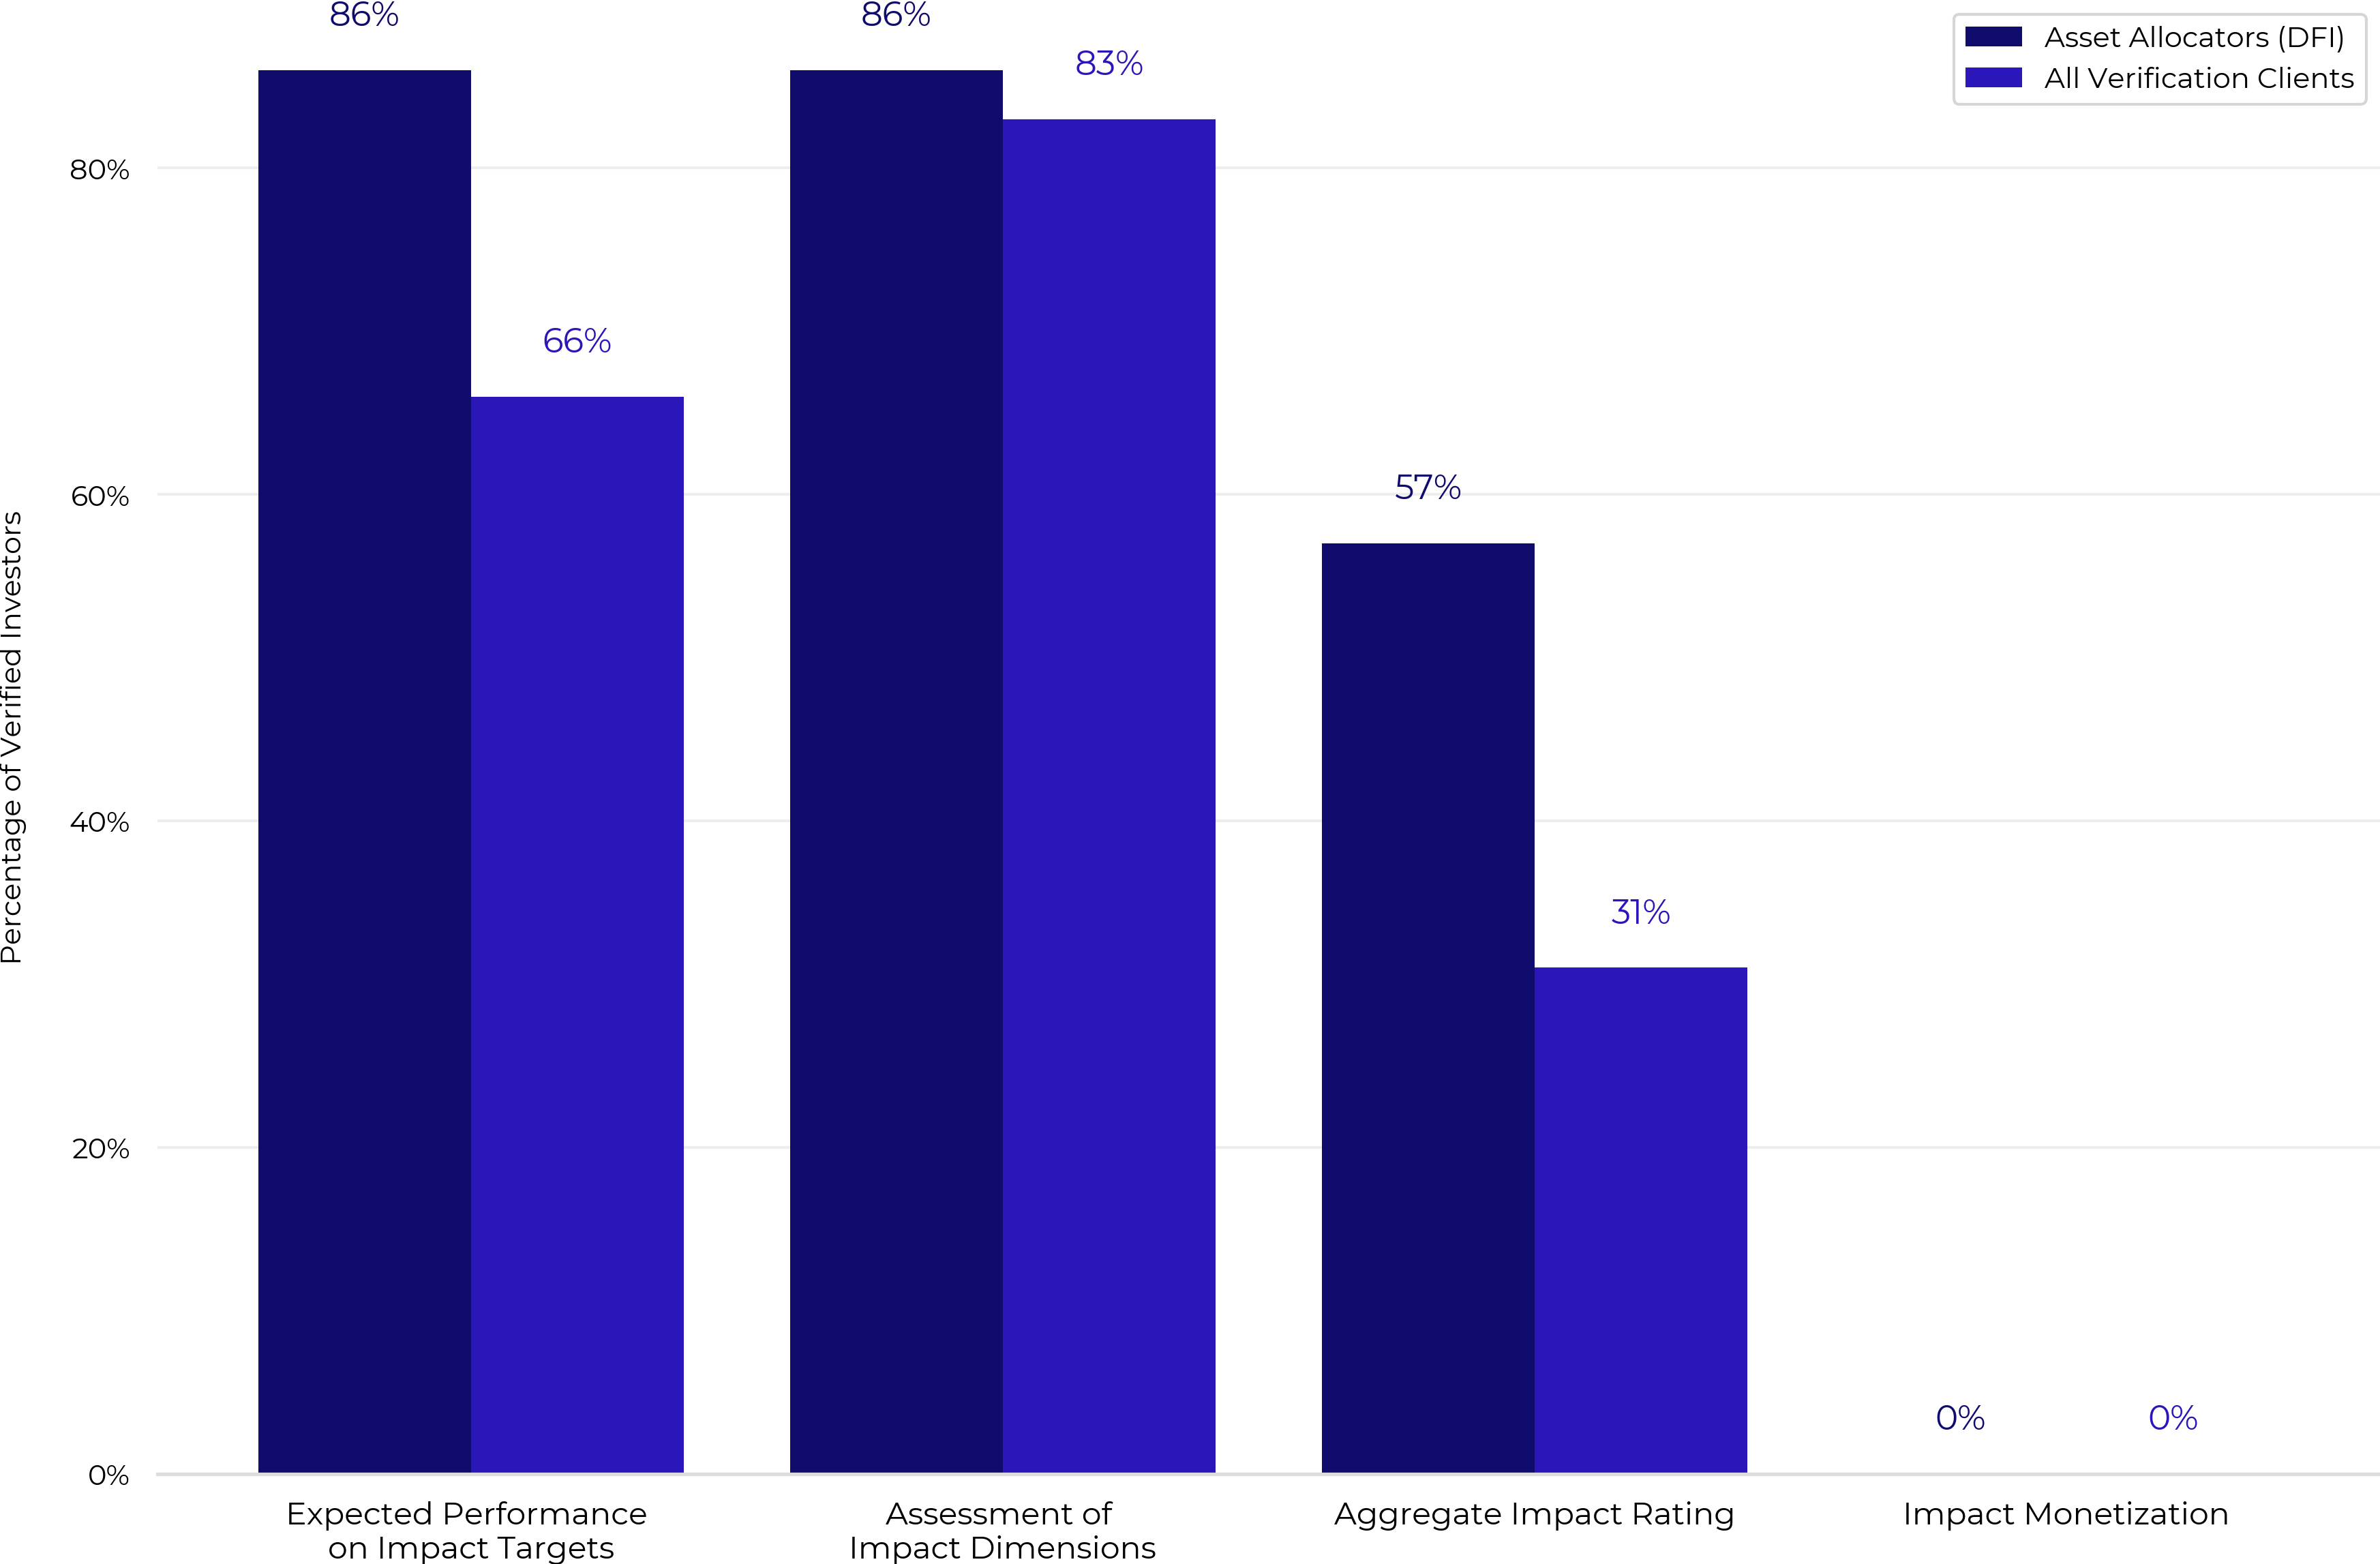 86%
86%
83%
Asset Allocators (DFI)
All Verification Clients
80%
66%
60%
57%
Percentage of Verified Investors
40%
31%
20%
0%
0%
0%
Expected Performance
on Impact Targets
Assessment of
Impact Dimensions
Aggregate Impact Rating
Impact Monetization